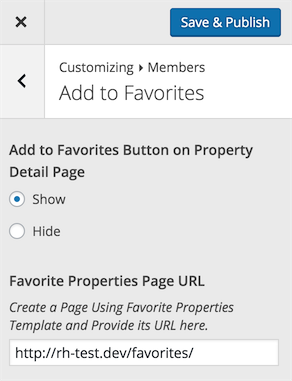 Save & Publish
Customizing ▸ Members
Add to Favorites
Add to Favorites Button on Property
Detail Page
Show
Hide
Favorite Properties Page URL
Create a Page Using Favorite Properties
Template and Provide its URL here.
http://rh-test.dev/favorites/